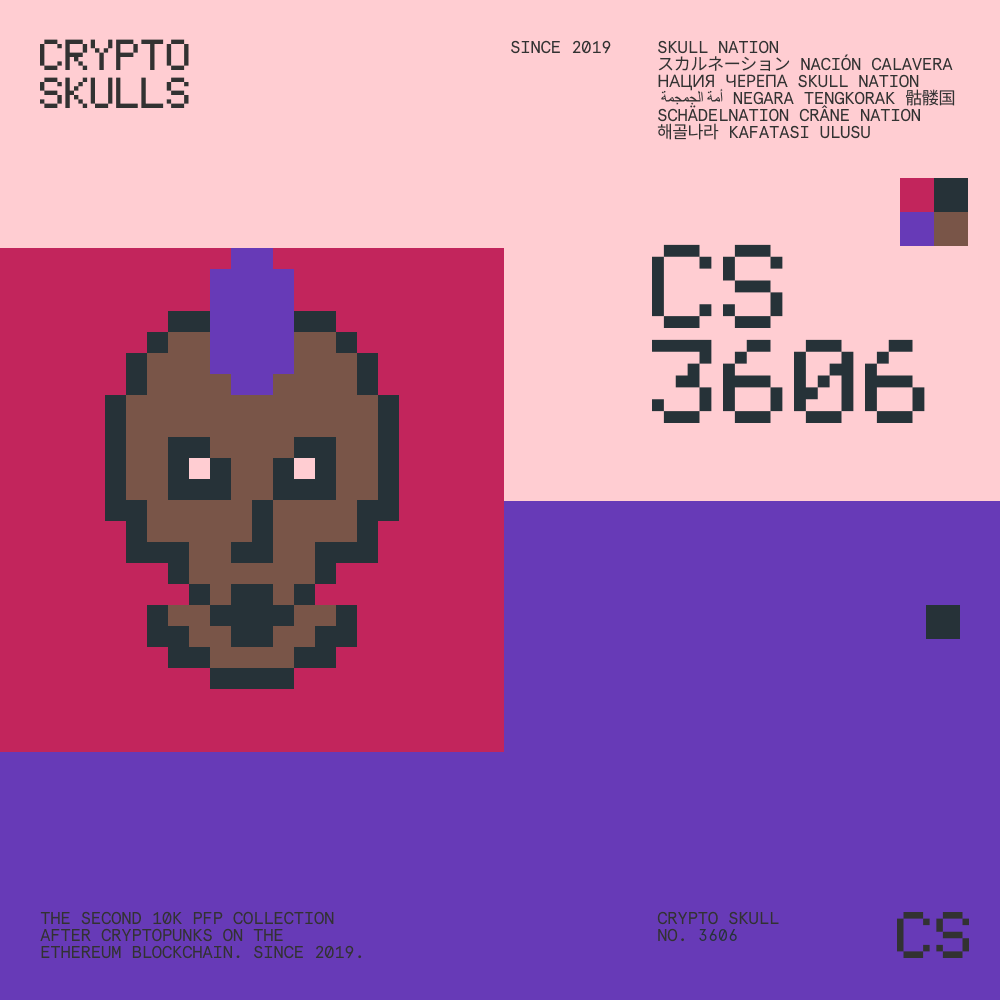 CRYPTO
SKULLS
SINCE 2019
SKULL NATION
スカルネーション NACIÓN CALAVERA
НАЦИЯ ЧЕРЕПА SKULL NATION
أمة الجمجمة NEGARA TENGKORAK 骷髅国
SCHÄDELNATION CRÂNE NATION
해골나라 KAFATASI ULUSU
CS
3606
THE SECOND 10K PFP COLLECTION
AFTER CRYPTOPUNKS ON THE
ETHEREUM BLOCKCHAIN. SINCE 2019.
CRYPTO SKULL
NO. 3606
CS